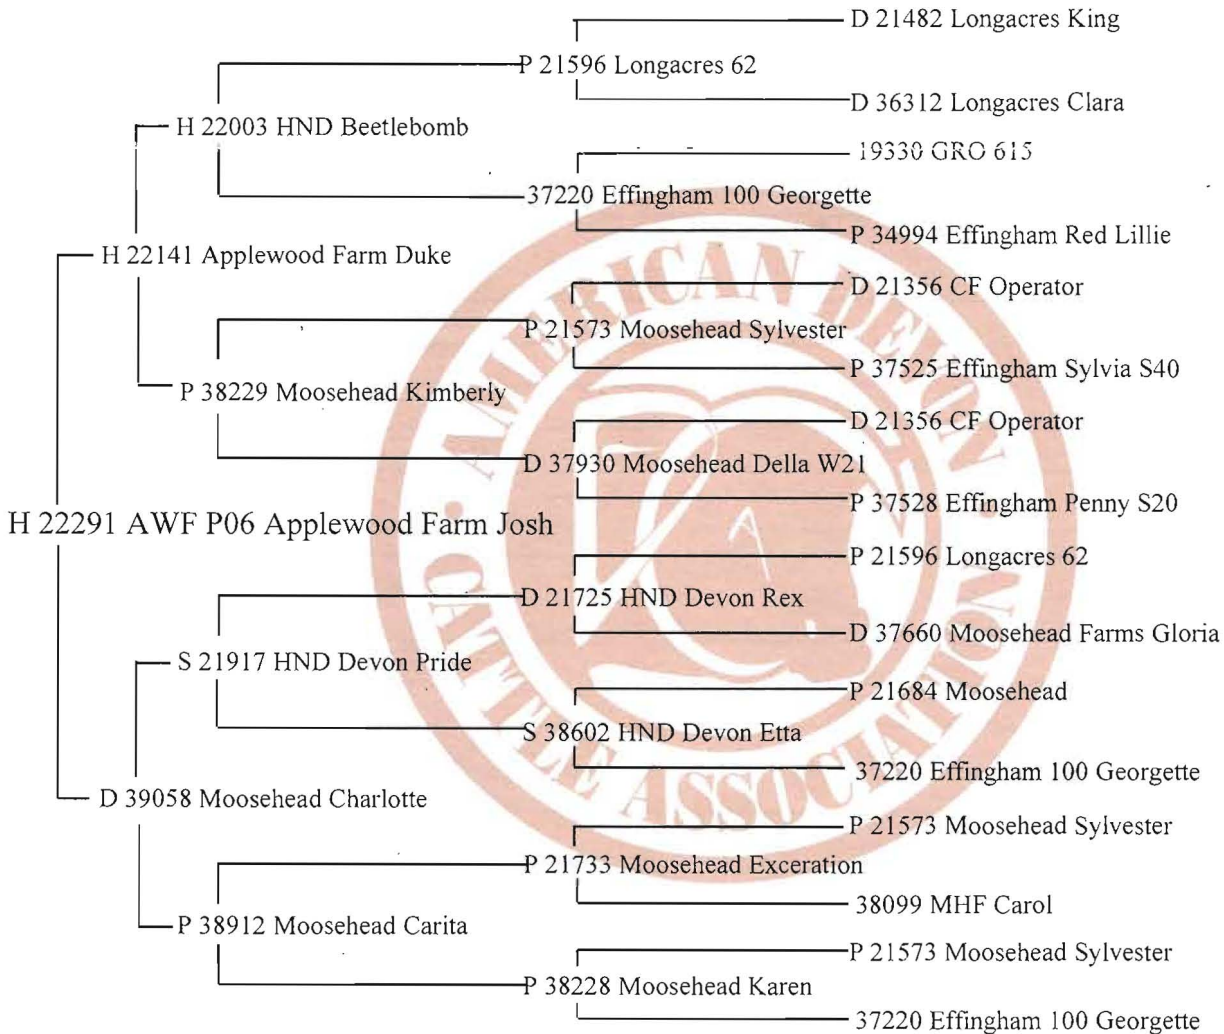 D 21482 Longacres King
P 21596 Longacres 62
D 36312 Longacres Clara
H 22003 HND Beetlebomb
19330 GRO 615
37220 Effingham 100 Georgette
P 34994 Effingham Red Lillie
H 22141 Applewood Farm Duke
D 21356 CF Operator
P 21573 Moosehead Sylvester
P 37525 Effingham Sylvia S40
P 38229 Moosehead Kimberly
D 21356 CF Operator
D 37930 Moosehead Della W21
P 37528 Effingham Penny S20
H 22291 AWF P06 Applewood Farm Josh
P 21596 Longacres 62
D 21725 HND Devon Rex
D 37660 Moosehead Farms Gloria
S 21917 HND Devon Pride
P 21684 Moosehead
S 38602 HND Devon Etta
37220 Effingham 100 Georgette
D 39058 Moosehead Charlotte
P 21573 Moosehead Sylvester
P 21733 Moosehead Exceration
38099 MHF Carol
P 38912 Moosehead Carita
P 21573 Moosehead Sylvester
P 38228 Moosehead Karen
37220 Effingham 100 Georgette
AMERICAN DEVON
CATTLE ASSOCIATION